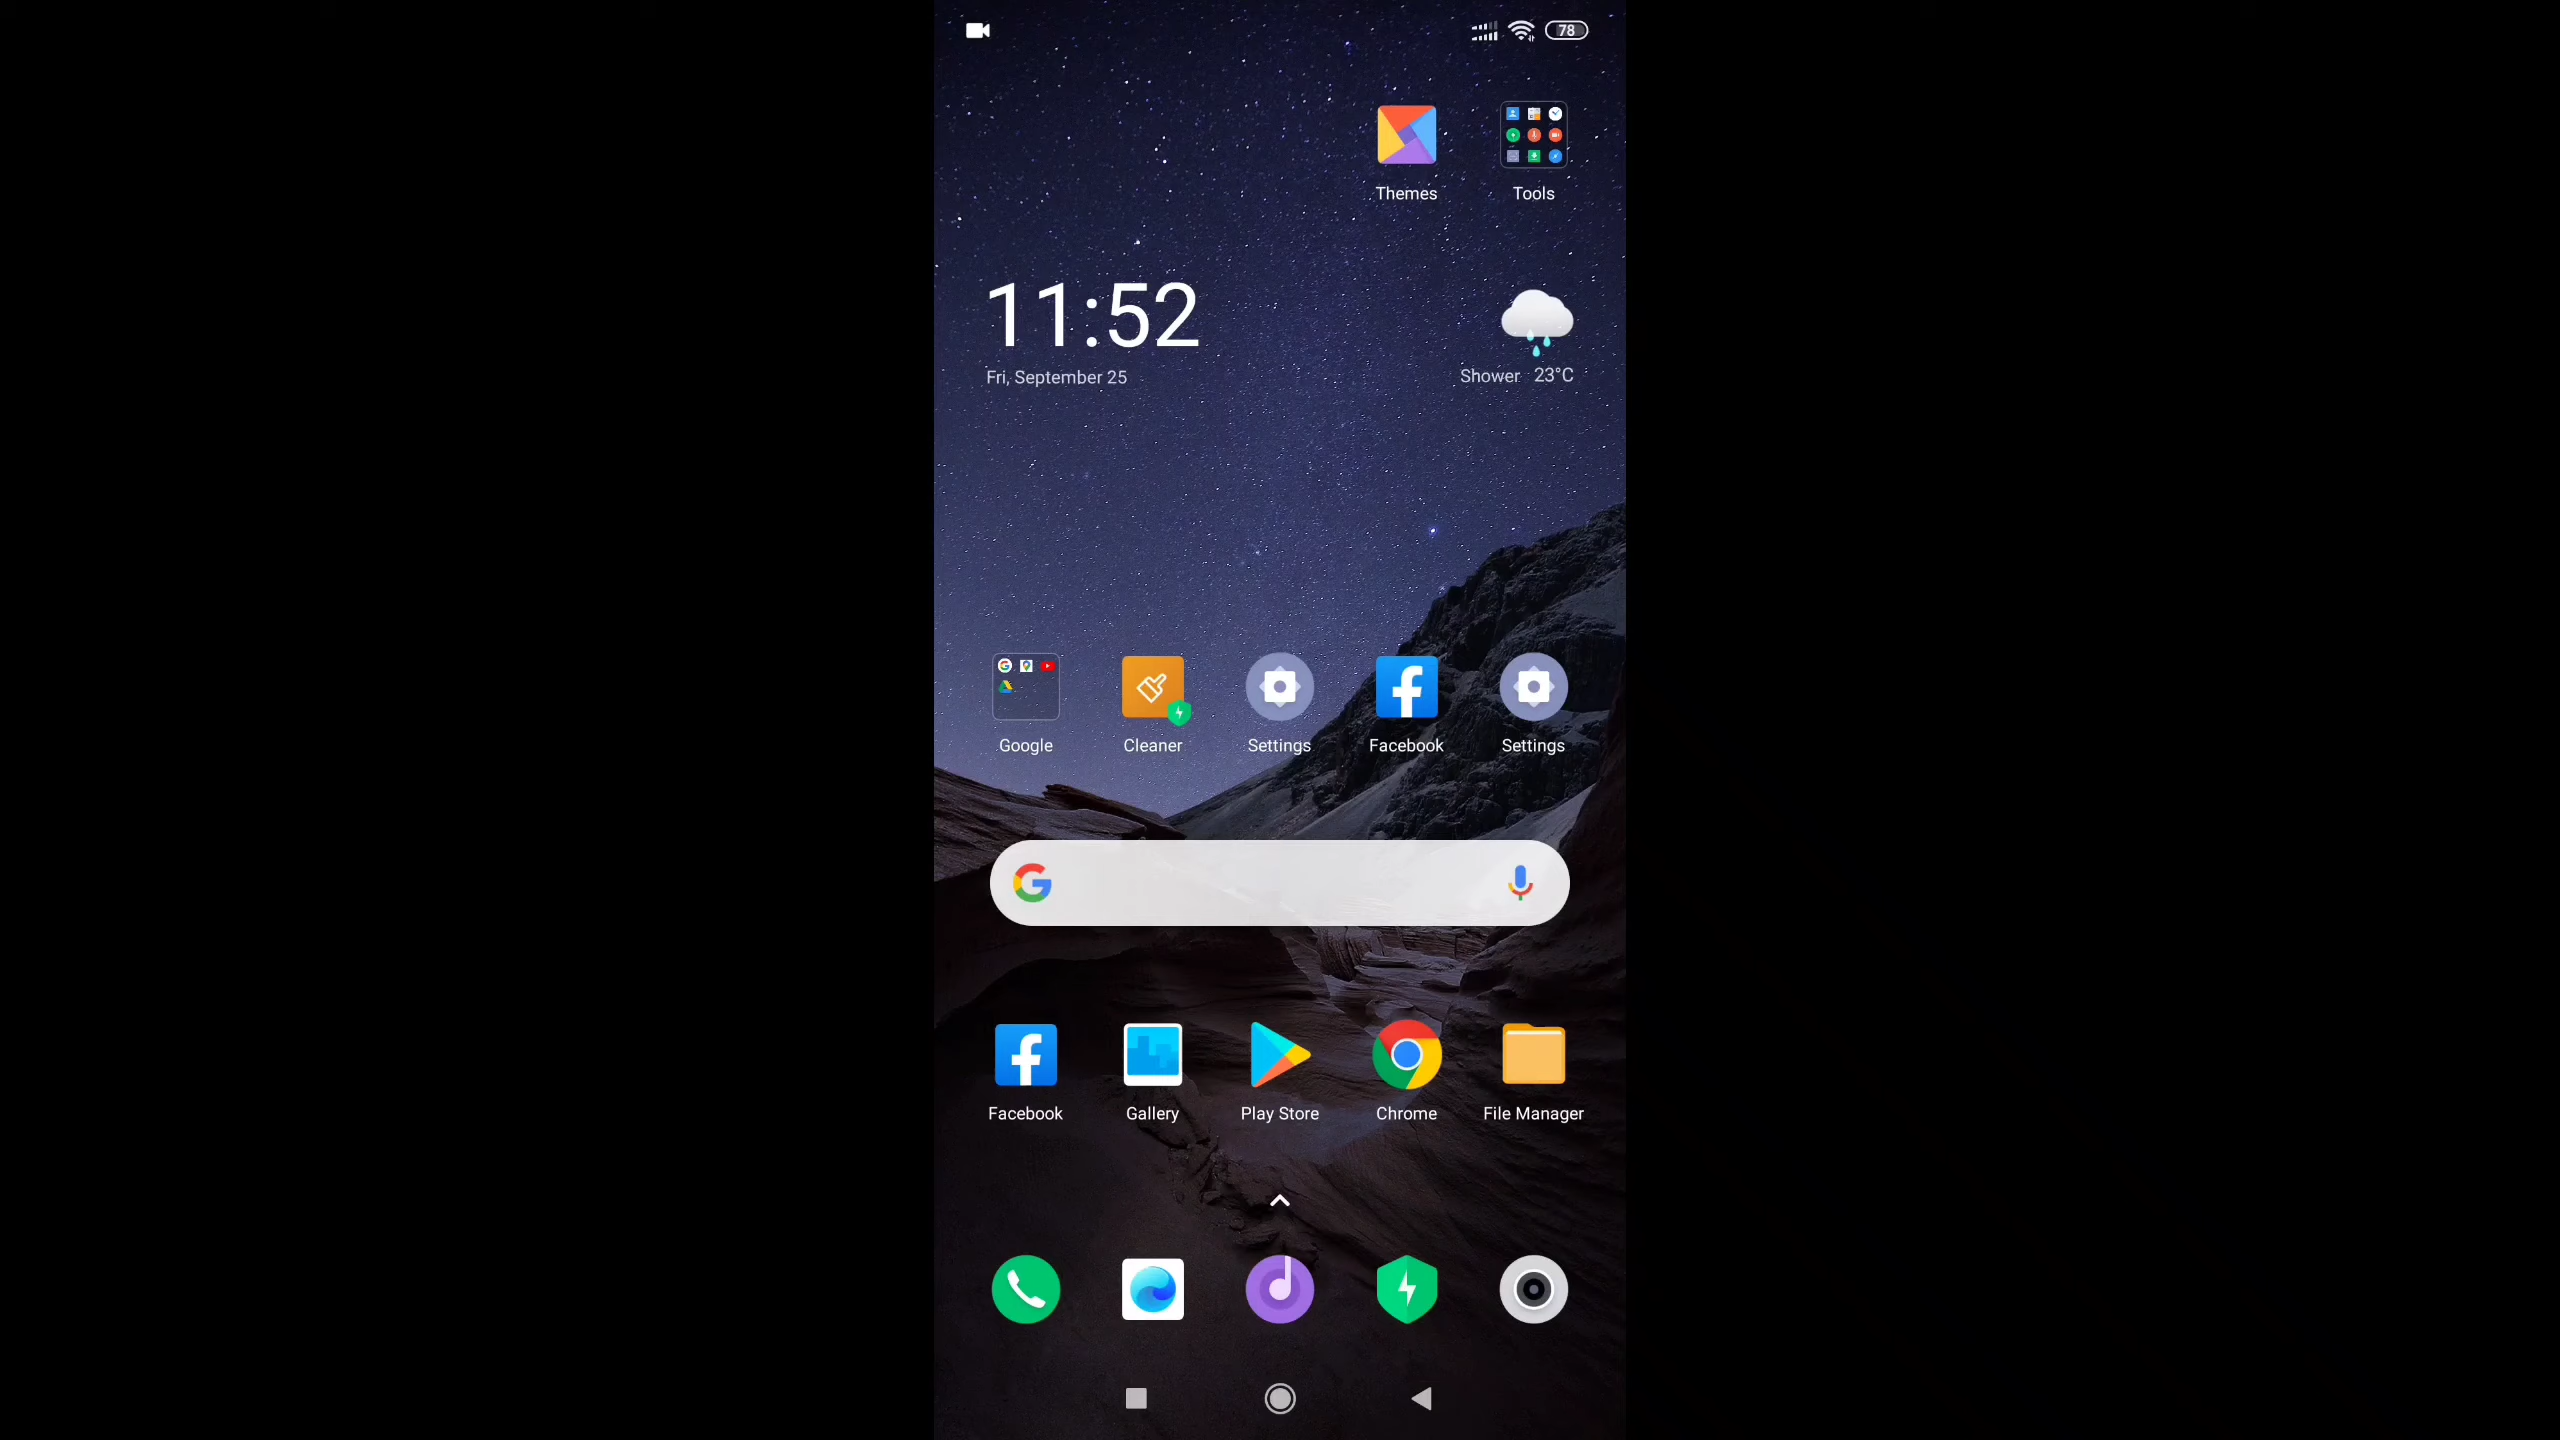 78
Themes
Tools
11:52
Fri, September 25
Shower 23°C
Google
Cleaner
Settings
Facebook
Settings
Facebook
Gallery
Play Store
Chrome
File Manager